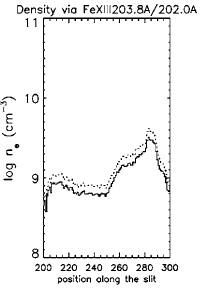 Density via FeXIII203.8A/202.0A
log n_e (cm^-3)
11
10
9
8
200 220 240 260 280 300
position along the slit